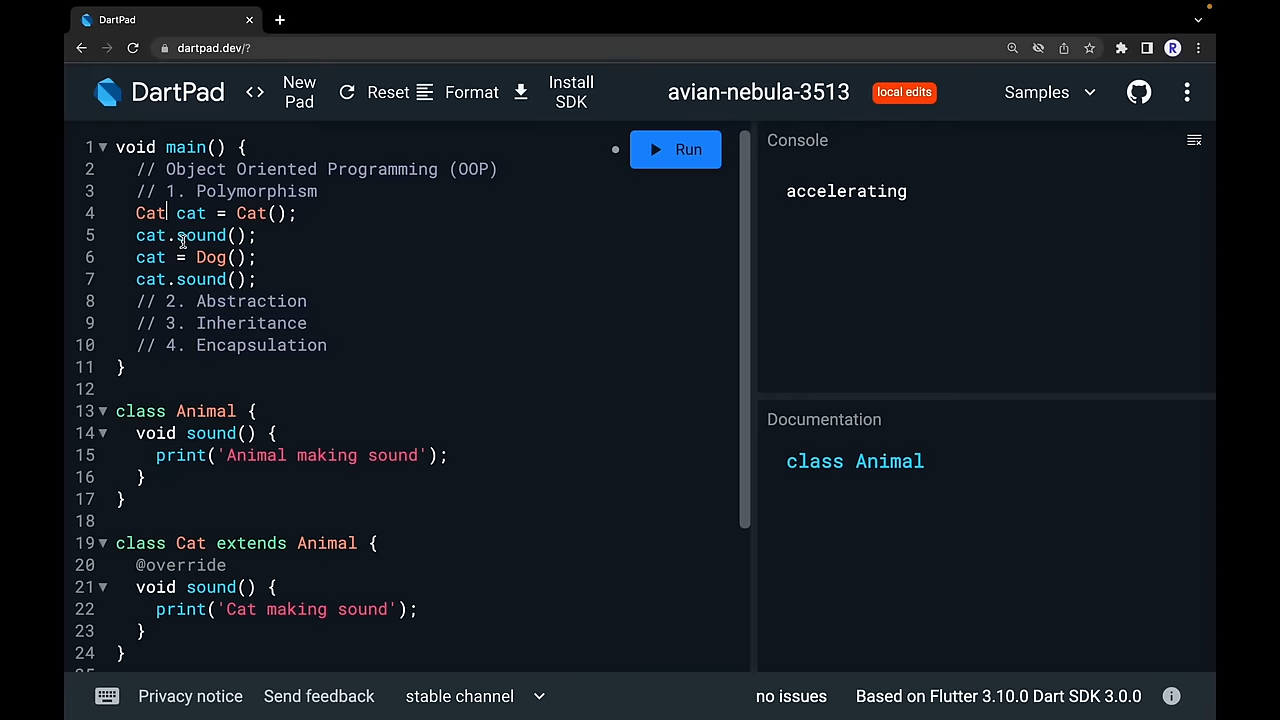 DartPad
dartpad.dev/?
R
DartPad
New Pad
Reset
Format
Install SDK
avian-nebula-3513
local edits
Samples
1 void main() {
2 // Object Oriented Programming (OOP)
3 // 1. Polymorphism
4 Cat cat = Cat();
5 cat.sound();
6 cat = Dog();
7 cat.sound();
8 // 2. Abstraction
9 // 3. Inheritance
10 // 4. Encapsulation
11 }
12
13 class Animal {
14 void sound() {
15 print('Animal making sound');
16 }
17 }
18
19 class Cat extends Animal {
20 @override
21 void sound() {
22 print('Cat making sound');
23 }
24 }
Run
Console
accelerating
Documentation
class Animal
Privacy notice
Send feedback
stable channel
no issues
Based on Flutter 3.10.0 Dart SDK 3.0.0